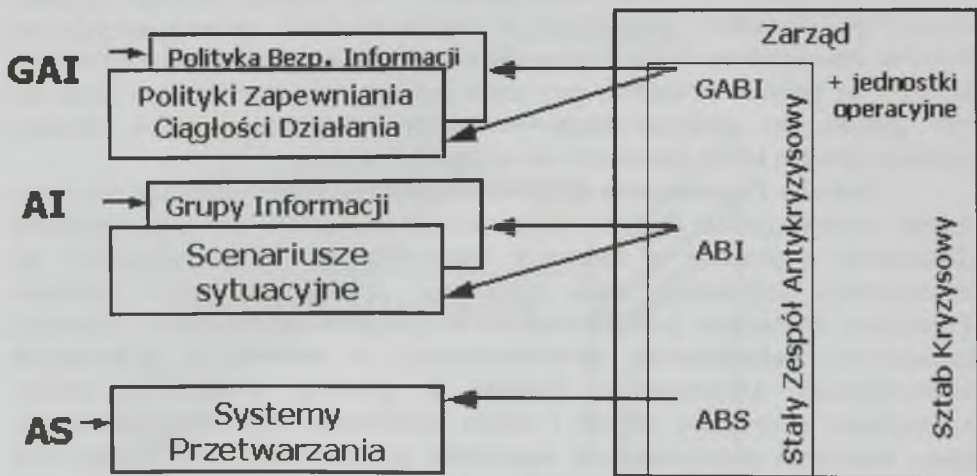 GAI
Polityka Bezp. Informacji
Polityki Zapewniania
Ciągłości Działania
AI
Grupy Informacji
Scenariusze
sytuacyjne
AS
Systemy
Przetwarzania
Zarząd
GABI
ABI
ABS
Stały Zespół Antykryzysowy
+ jednostki
operacyjne
Sztab Kryzysowy